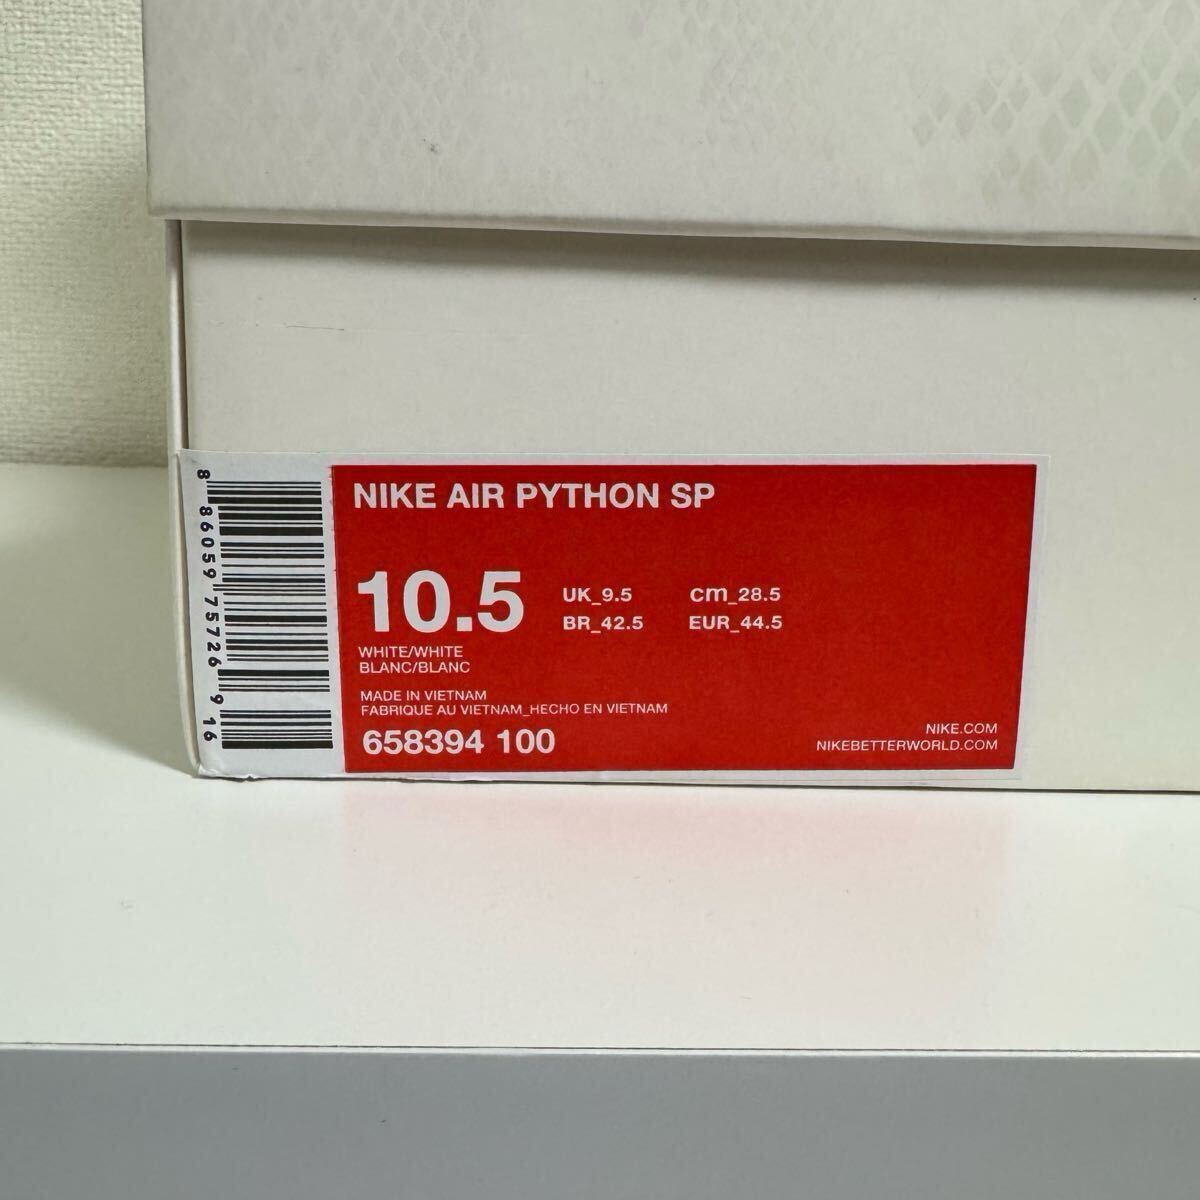 NIKE AIR PYTHON SP
10.5
UK_9.5
cm_28.5
BR_42.5
EUR_44.5
WHITE/WHITE
BLANC/BLANC
MADE IN VIETNAM
FABRIQUE AU VIETNAM_HECHO EN VIETNAM
658394 100
NIKE.COM
NIKEBETTERWORLD.COM
8 86059 75726 9 16